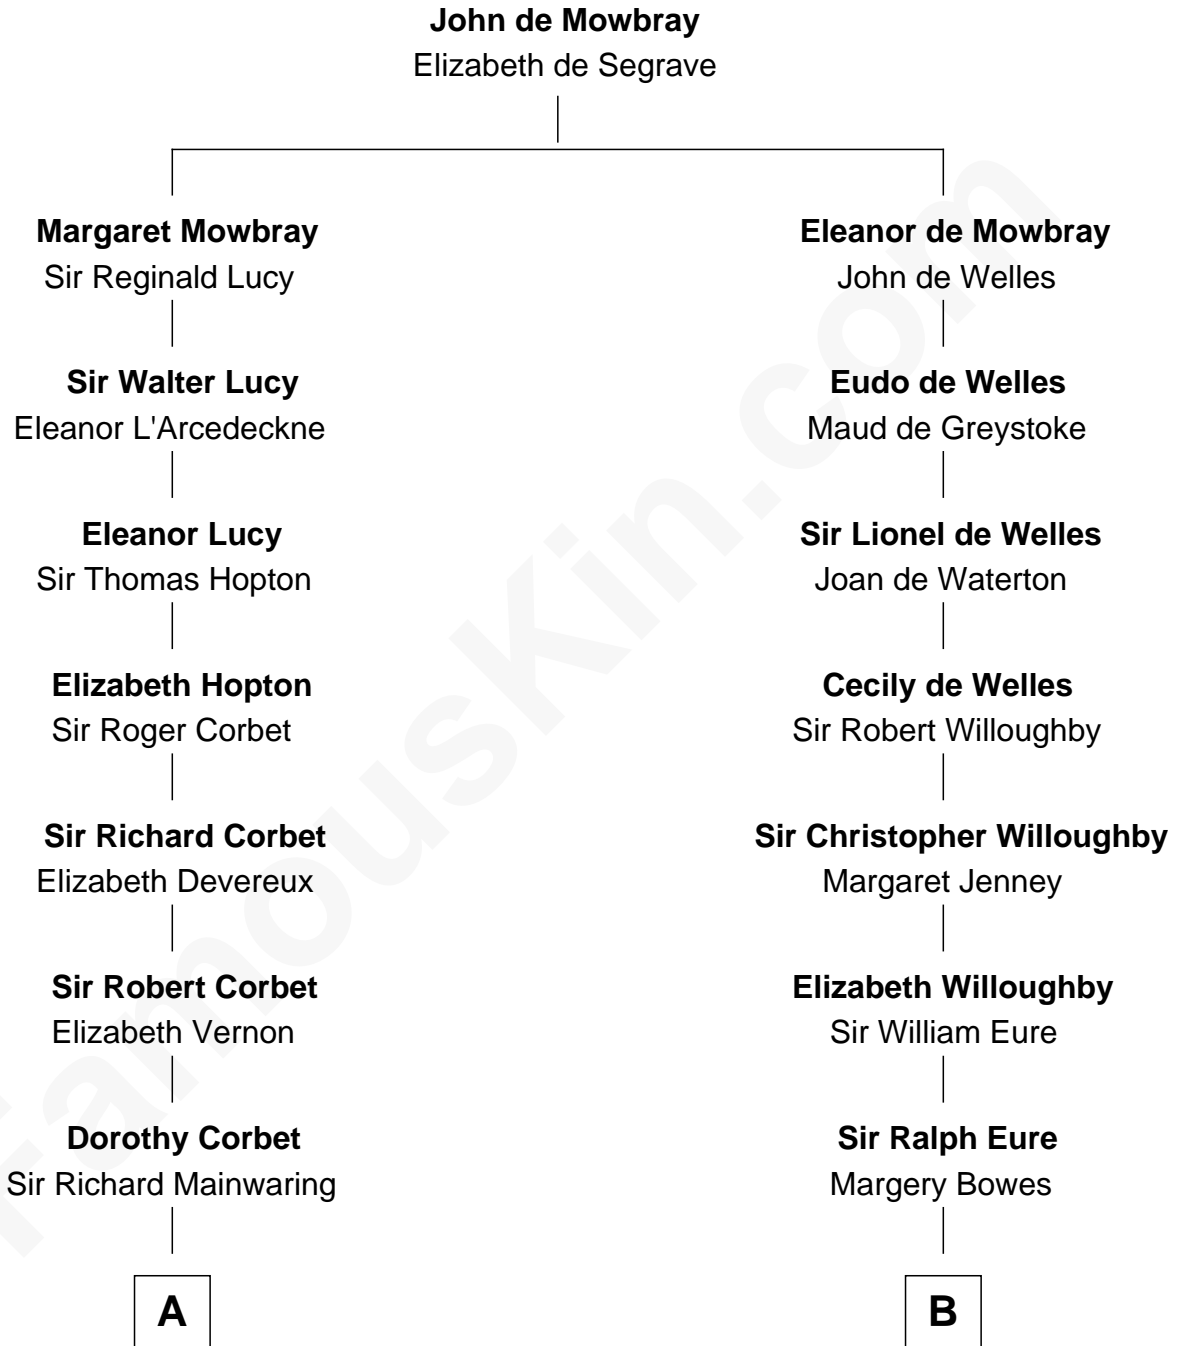 John de Mowbray
Elizabeth de Segrave
Margaret Mowbray
Sir Reginald Lucy
Eleanor de Mowbray
John de Welles
Sir Walter Lucy
Eleanor L'Arcedeckne
Eudo de Welles
Maud de Greystoke
Eleanor Lucy
Sir Thomas Hopton
Sir Lionel de Welles
Joan de Waterton
Elizabeth Hopton
Sir Roger Corbet
Cecily de Welles
Sir Robert Willoughby
Sir Richard Corbet
Elizabeth Devereux
Sir Christopher Willoughby
Margaret Jenney
Sir Robert Corbet
Elizabeth Vernon
Elizabeth Willoughby
Sir William Eure
Dorothy Corbet
Sir Richard Mainwaring
Sir Ralph Eure
Margery Bowes
A
B
FamousKin.com